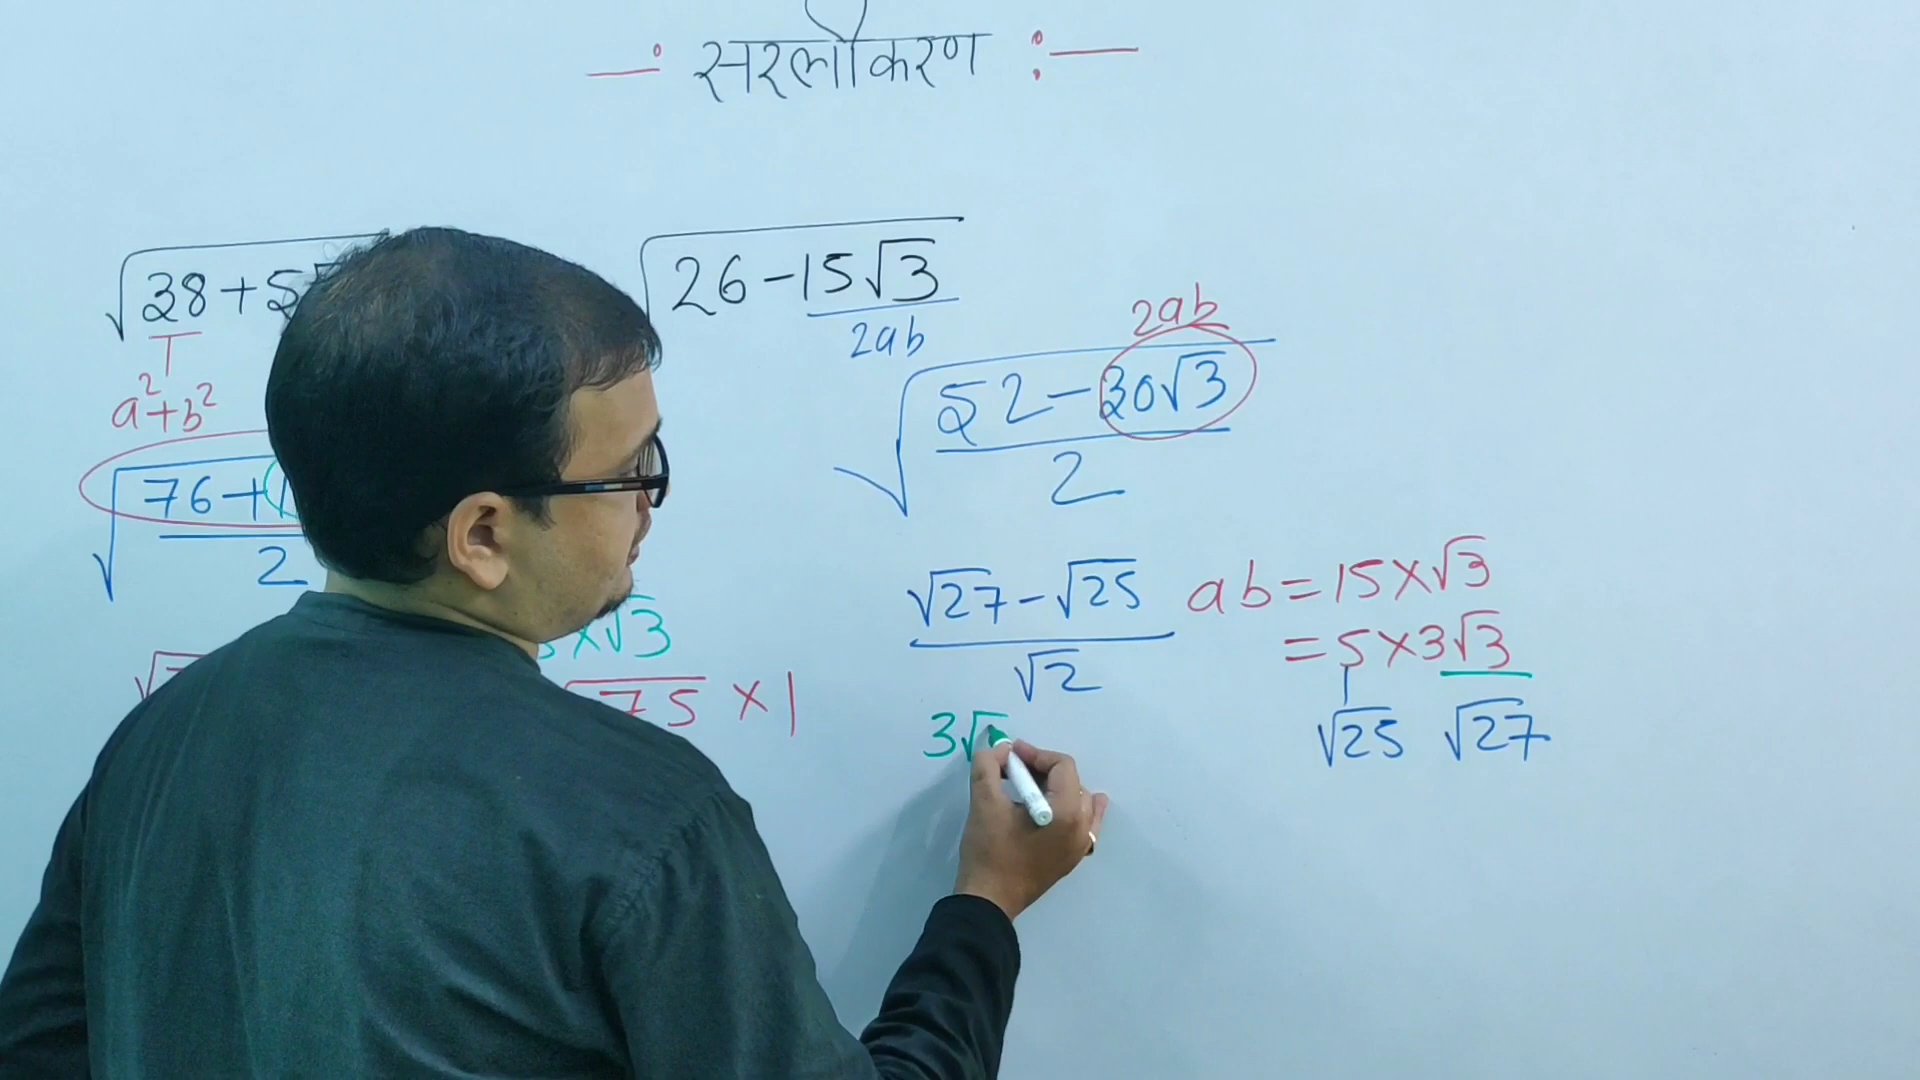 -: सरलीकरण :-
√38+5
a²+b²
√76+1
2
×√3
√75 × 1
√26-15√3
2ab
2ab
√52-30√3
2
√27-√25
√2
3√
ab=15×√3
=5×3√3
√25 √27